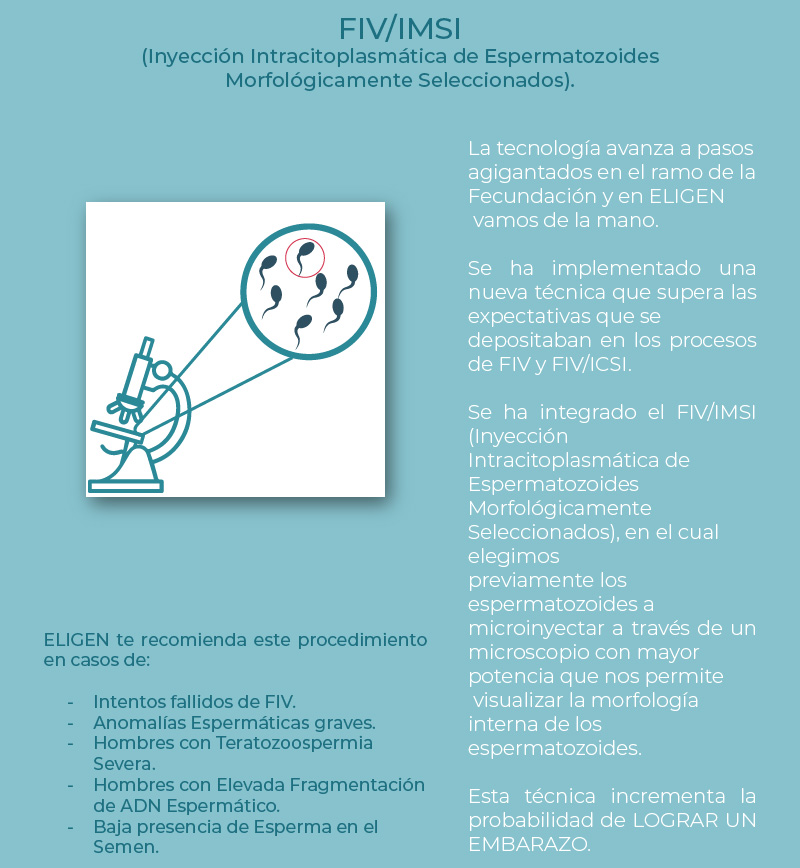 FIV/IMSI
(Inyección Intracitoplasmática de Espermatozoides
Morfológicamente Seleccionados).
La tecnología avanza a pasos
agigantados en el ramo de la
Fecundación y en ELIGEN
vamos de la mano.
Se ha implementado una
nueva técnica que supera las
expectativas que se
depositaban en los procesos
de FIV y FIV/ICSI.
Se ha integrado el FIV/IMSI
(Inyección
Intracitoplasmática de
Espermatozoides
Morfológicamente
Seleccionados), en el cual
elegimos
previamente los
espermatozoides a
microinyectar a través de un
microscopio con mayor
potencia que nos permite
visualizar la morfología
interna de los
espermatozoides.
Esta técnica incrementa la
probabilidad de LOGRAR UN
EMBARAZO.
ELIGEN te recomienda este procedimiento
en casos de:
- Intentos fallidos de FIV.
- Anomalías Espermáticas graves.
- Hombres con Teratozoospermia
Severa.
- Hombres con Elevada Fragmentación
de ADN Espermático.
- Baja presencia de Esperma en el
Semen.